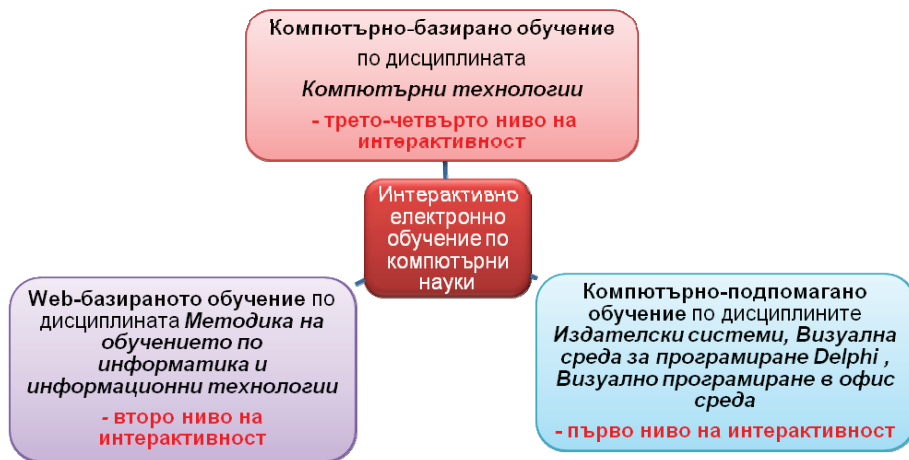 Компютърно-базирано обучение
по дисциплината
Компютърни технологии
- трето-четвърто ниво на
интерактивност
Интерактивно
електронно
обучение по
компютърни
науки
Web-базираното обучение по
дисциплината Методика на
обучението по
информатика и
информационни технологии
- второ ниво на
интерактивност
Компютърно-подпомагано
обучение по дисциплините
Издателски системи, Визуална
среда за програмиране Delphi ,
Визуално програмиране в офис
среда
- първо ниво на интерактивност